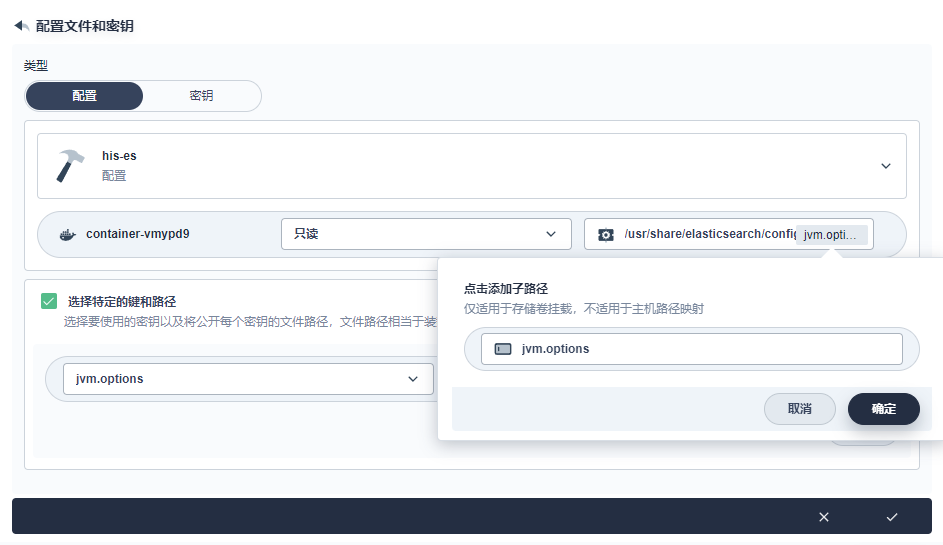 配置文件和密钥
类型
配置 密钥
his-es
配置
container-vmypd9 只读 /usr/share/elasticsearch/config jvm.opti...
点击添加子路径
仅适用于存储卷挂载，不适用于主机路径映射
jvm.options
取消 确定
选择特定的键和路径
选择要使用的密钥以及将公开每个密钥的文件路径，文件路径相当于装
jvm.options